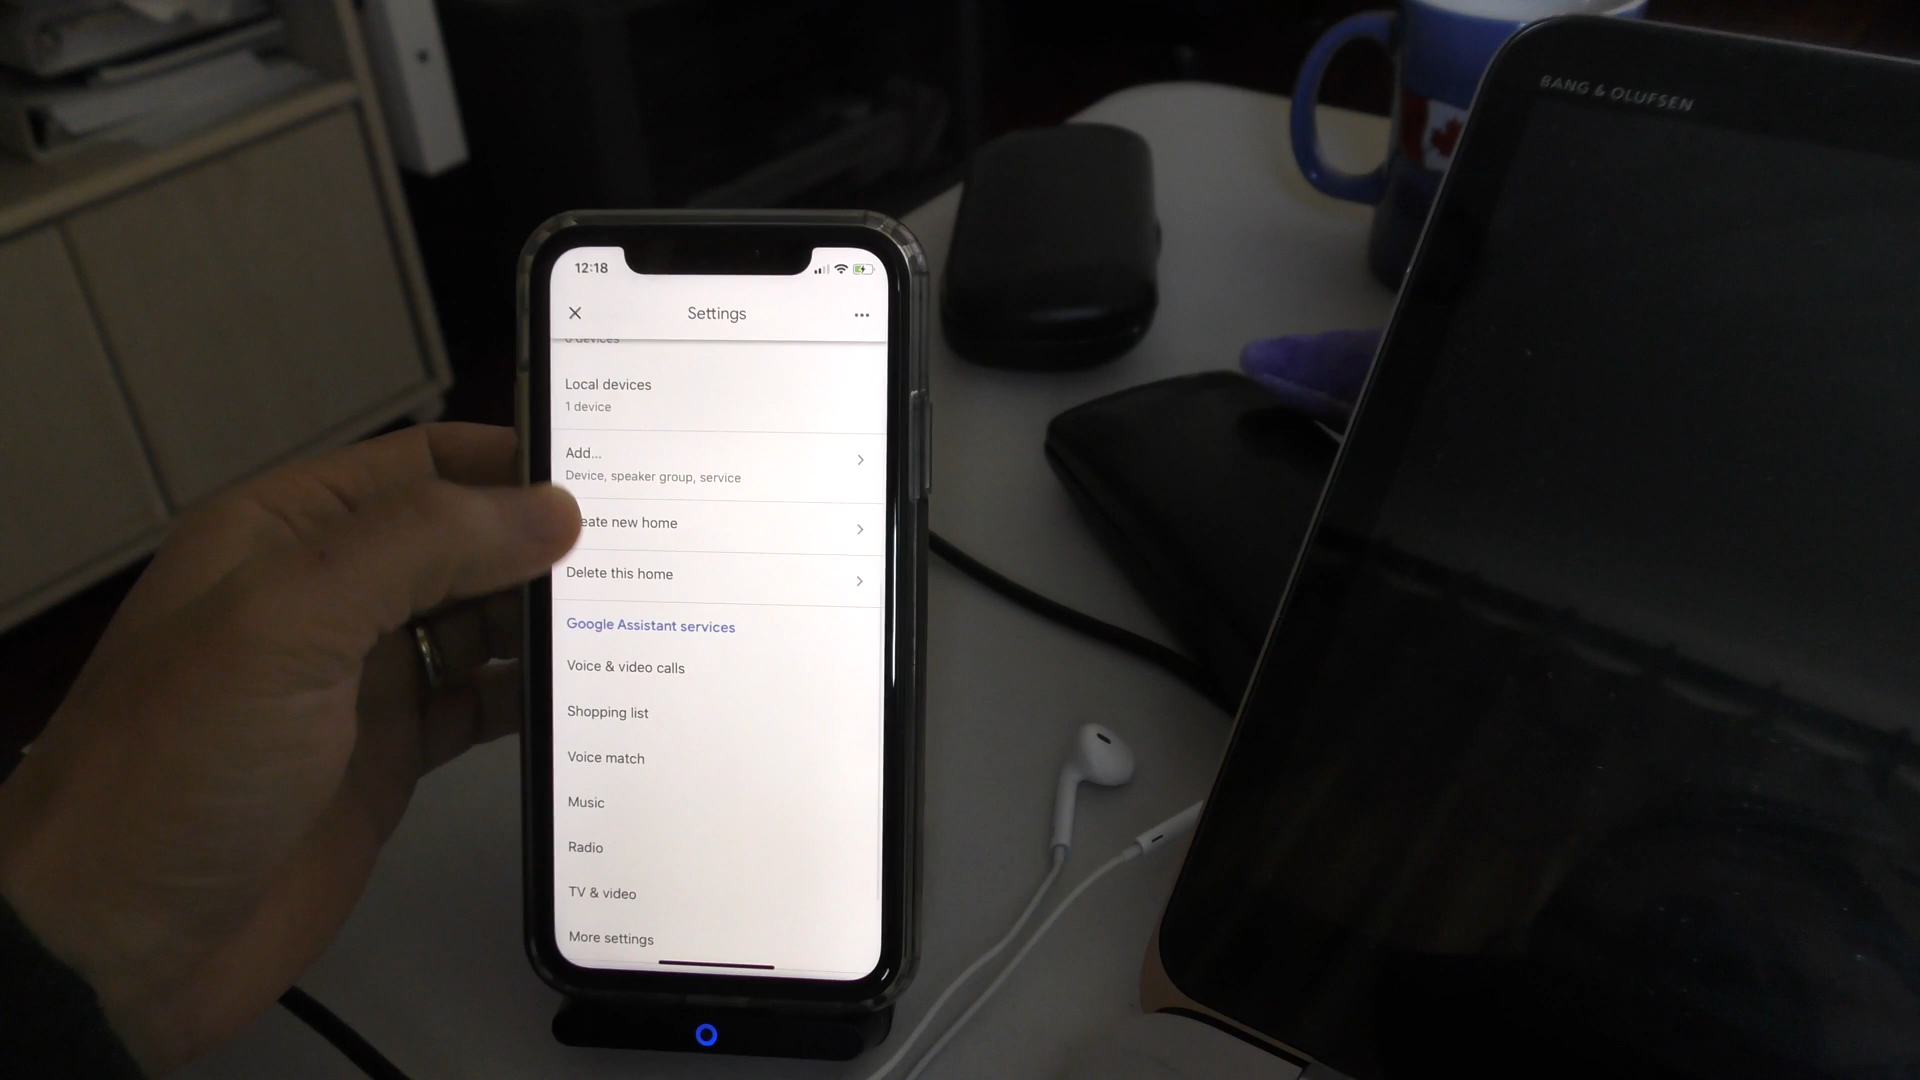 BANG & OLUFSEN
12:18
Settings
devices
Local devices
1 device
Add...
Device, speaker group, service
eate new home
Delete this home
Google Assistant services
Voice & video calls
Shopping list
Voice match
Music
Radio
TV & video
More settings